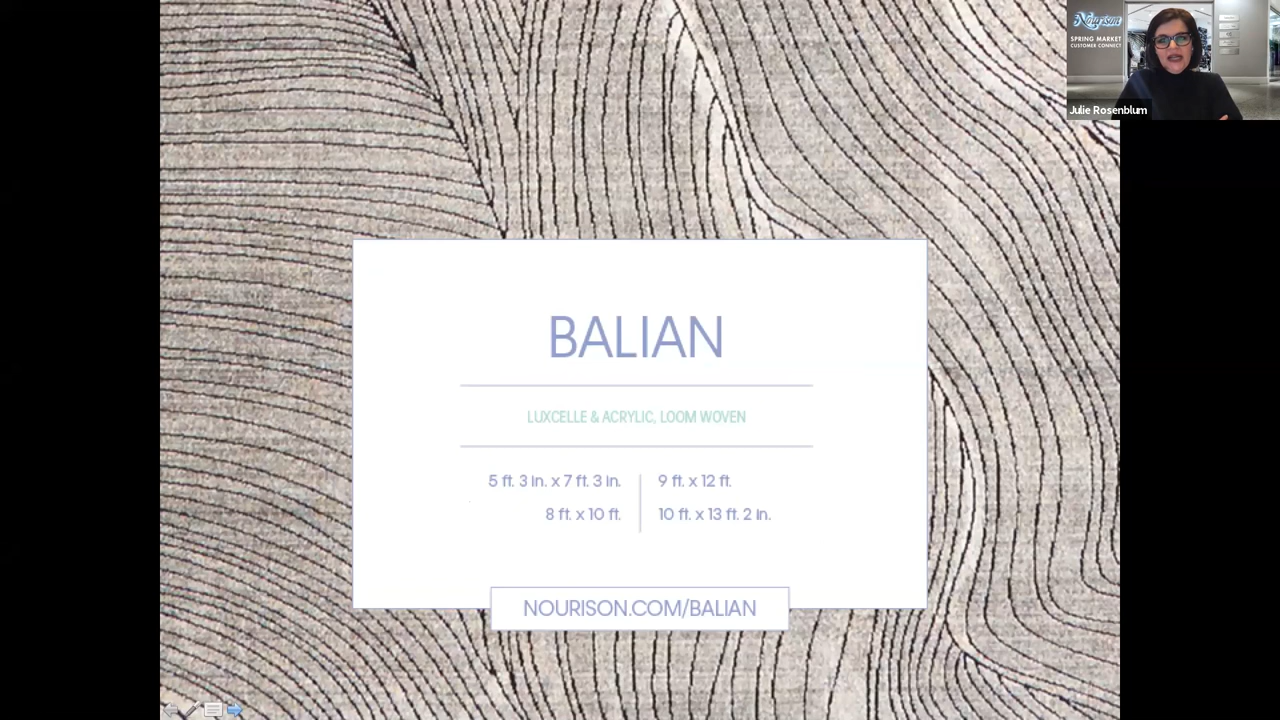 Nourison
SPRING MARKET
CUSTOMER CONNECT
Julie Rosenblum
BALIAN
LUXCELLE & ACRYLIC, LOOM WOVEN
5 ft. 3 in. x 7 ft. 3 in.
9 ft. x 12 ft.
8 ft. x 10 ft.
10 ft. x 13 ft. 2 in.
NOURISON.COM/BALIAN